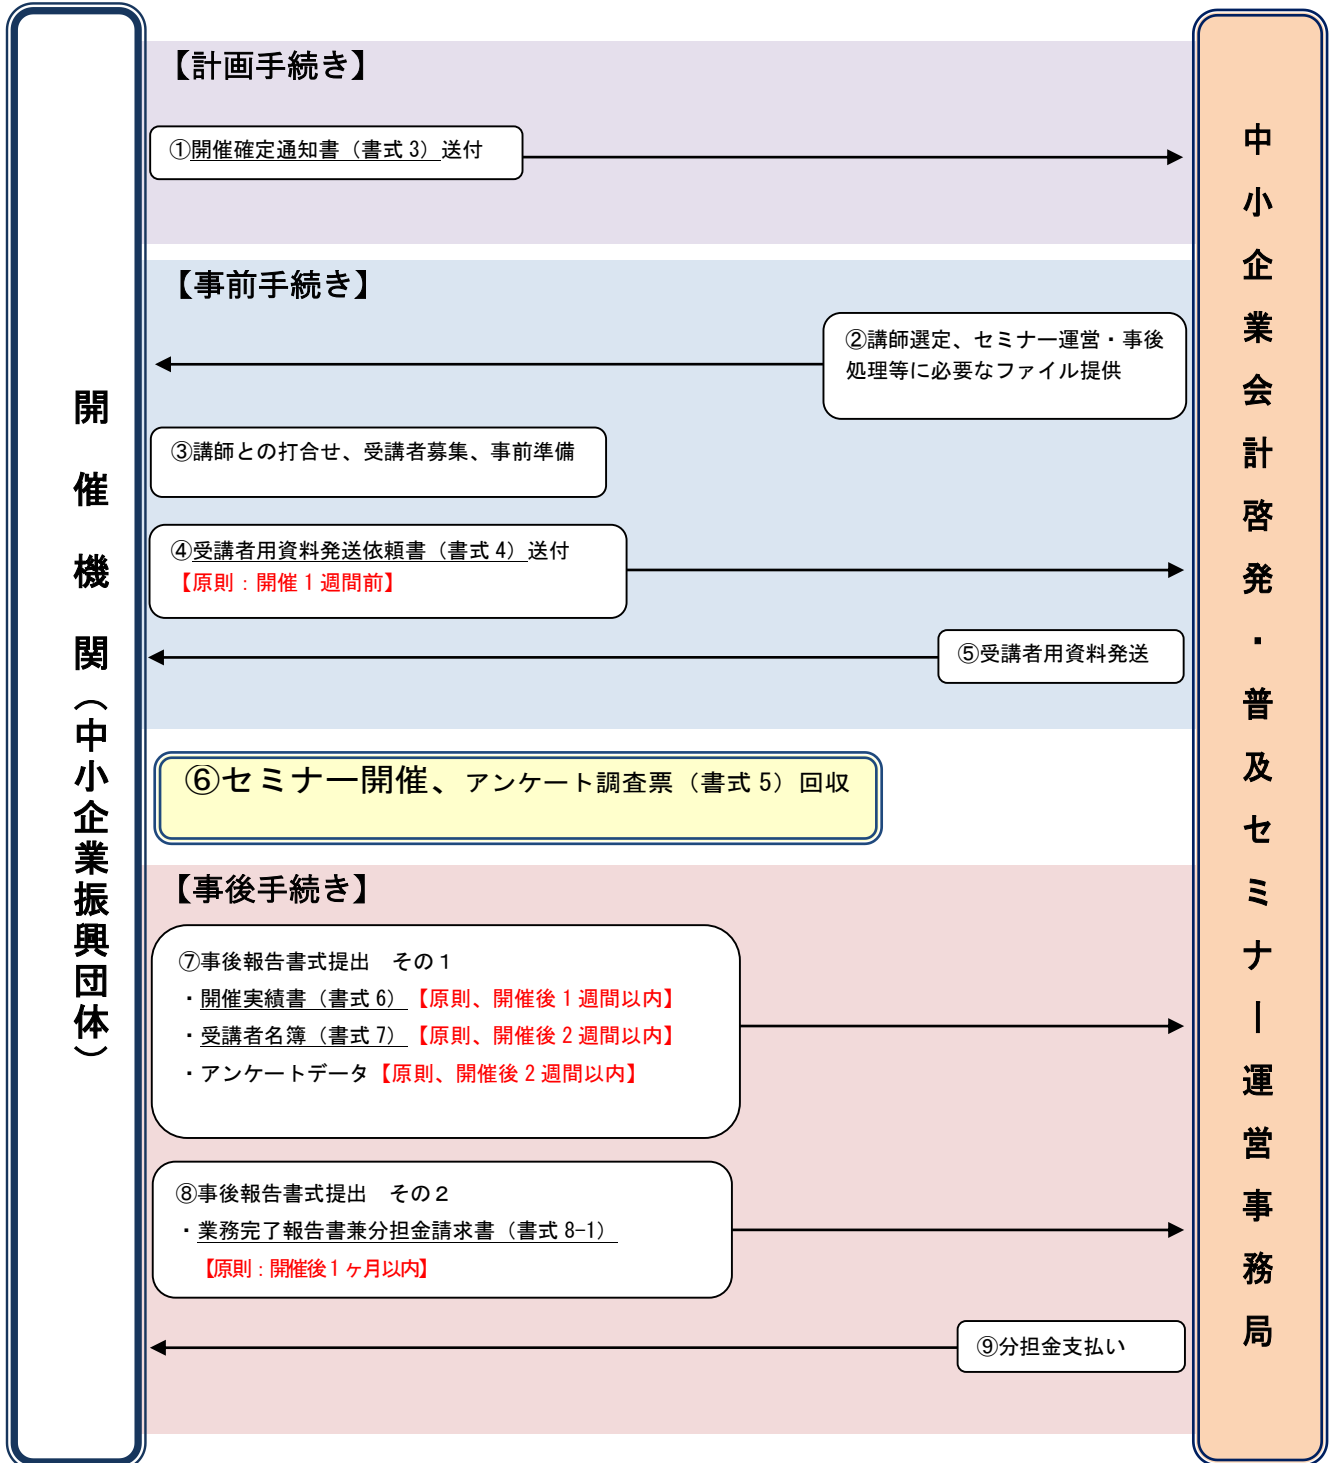 開催機関（中小企業振興団体）
【計画手続き】
①開催確定通知書（書式3）送付
【事前手続き】
②講師選定、セミナー運営・事後
処理等に必要なファイル提供
③講師との打合せ、受講者募集、事前準備
④受講者用資料発送依頼書（書式4）送付
【原則：開催1週間前】
⑤受講者用資料発送
⑥セミナー開催、アンケート調査票（書式5）回収
【事後手続き】
⑦事後報告書式提出　その１
・開催実績書（書式6）【原則、開催後1週間以内】
・受講者名簿（書式7）【原則、開催後2週間以内】
・アンケートデータ【原則、開催後2週間以内】
⑧事後報告書式提出　その２
・業務完了報告書兼分担金請求書（書式8-1）
【原則：開催後1ヶ月以内】
⑨分担金支払い
中小企業会計啓発・普及セミナー運営事務局